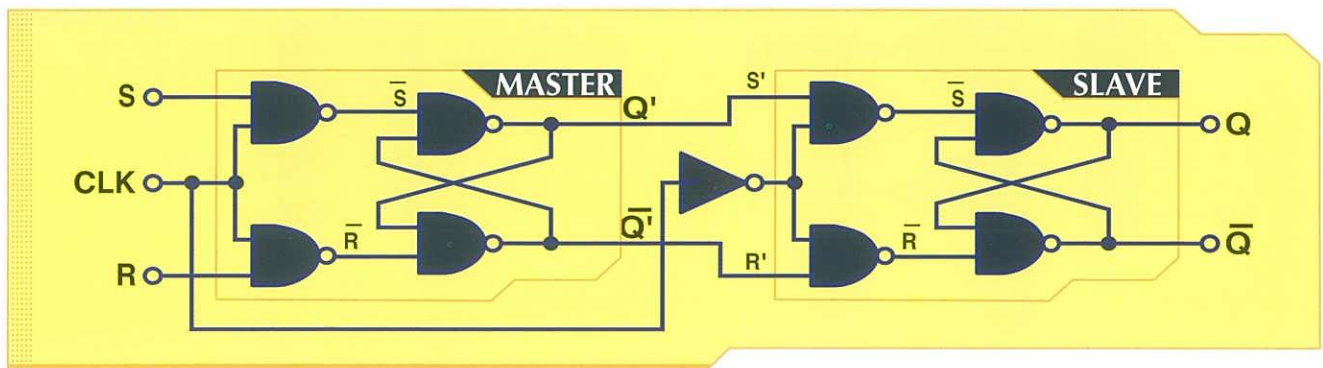 MASTER
SLAVE
S
S̅
Q'
S'
S̅
Q
CLK
R
R̅
Q̅'
R'
R̅
Q̅